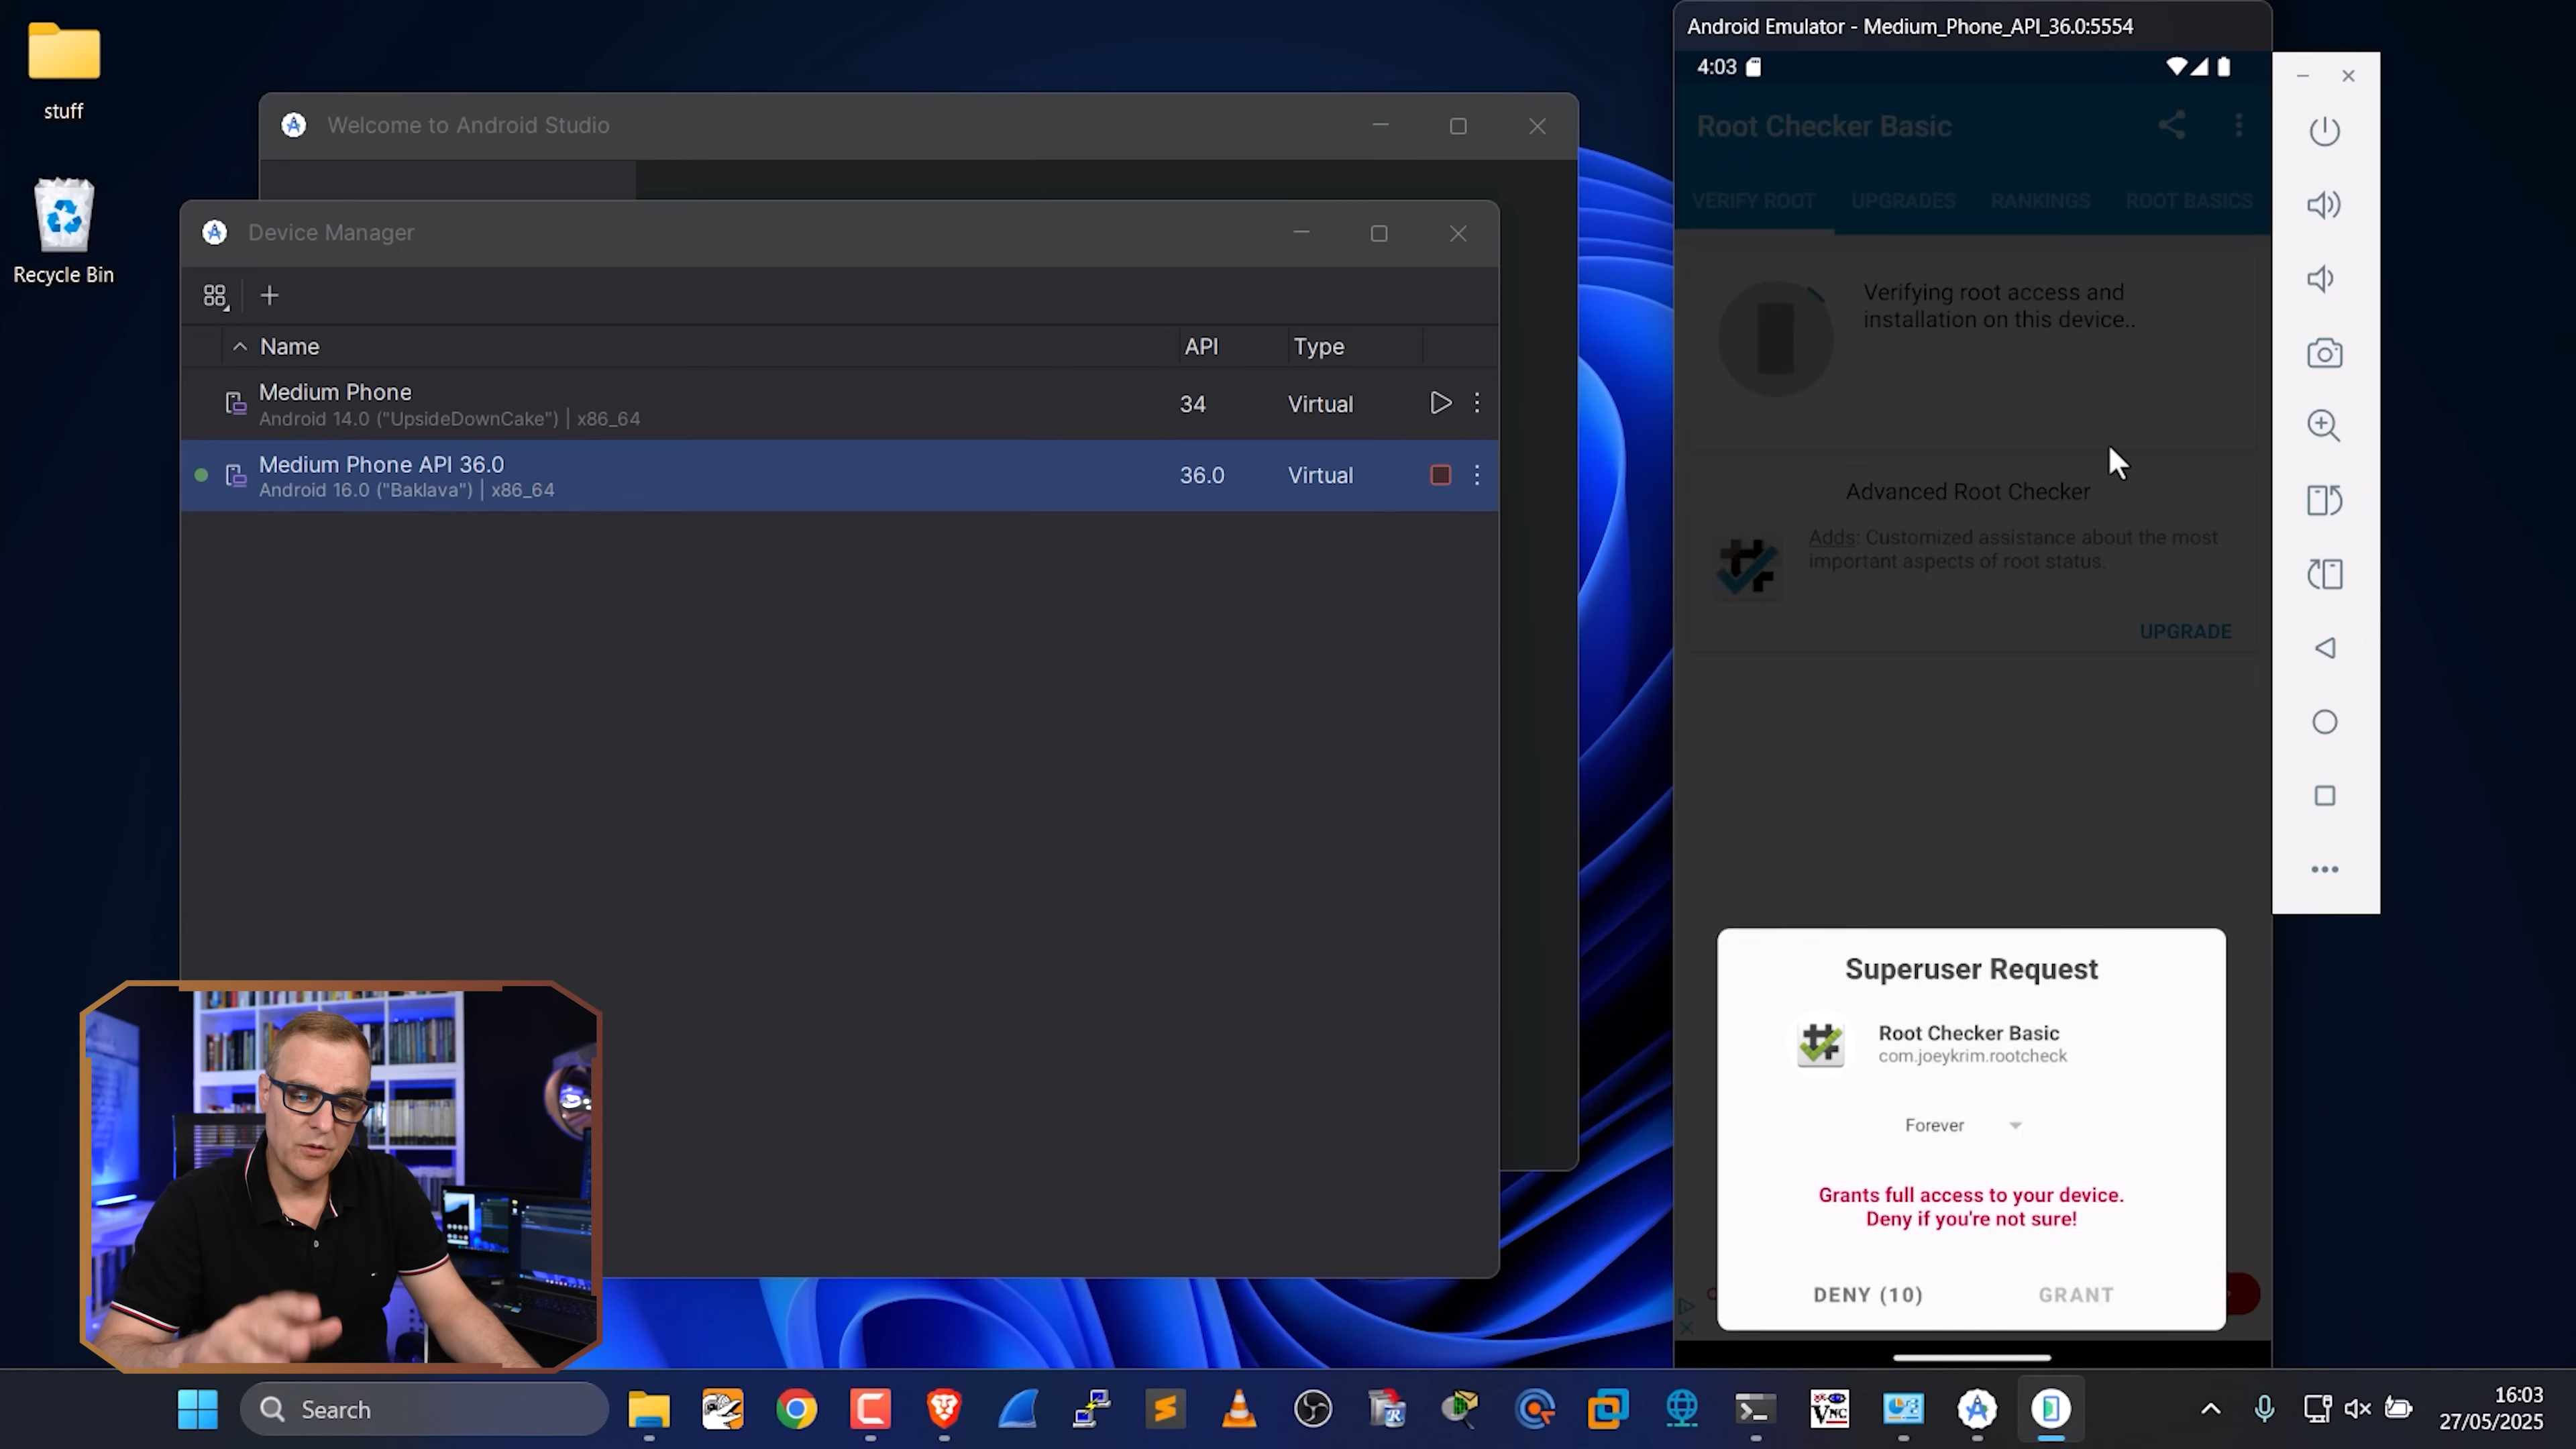 stuff
Recycle Bin
Welcome to Android Studio
Device Manager
Name
API
Type
Medium Phone
Android 14.0 ("UpsideDownCake") | x86_64
34
Virtual
Medium Phone API 36.0
Android 16.0 ("Baklava") | x86_64
36.0
Virtual
Android Emulator - Medium_Phone_API_36.0:5554
4:03
Root Checker Basic
VERIFY ROOT
UPGRADES
RANKINGS
ROOT BASICS
Verifying root access and
installation on this device..
Advanced Root Checker
Adds: Customized assistance about the most
important aspects of root status.
UPGRADE
Superuser Request
Root Checker Basic
com.joeykrim.rootcheck
Forever
Grants full access to your device.
Deny if you're not sure!
DENY (10)
GRANT
Search
VNC
16:03
27/05/2025